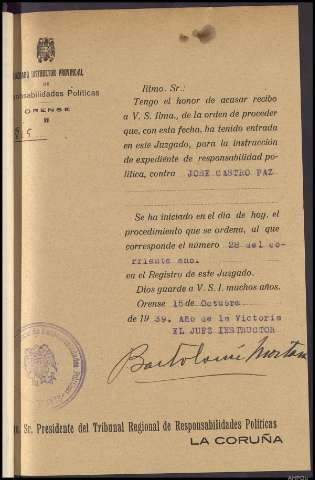 JUZGADO INSTRUCTOR PROVINCIAL
DE
Responsabilidades Políticas
ORENSE
Iltmo. Sr.:
Tengo el honor de acusar recibo
a V. S. Iltma., de la orden de proceder
que, con esta fecha, ha tenido entrada
en este Juzgado, para la instrucción
de expediente de responsabilidad po-
lítica, contra JOSE CASTRO PAZ
Se ha iniciado en el día de hoy, el
procedimiento que se ordena, al que
corresponde el número 28 del co-
rriente año.
en el Registro de este Juzgado.
Dios guarde a V. S. I. muchos años.
Orense 16 de Octubre
de 19 39. Año de la Victoria
EL JUEZ INSTRUCTOR
Bartolomé
Sr. Presidente del Tribunal Regional de Responsabilidades Políticas
LA CORUÑA